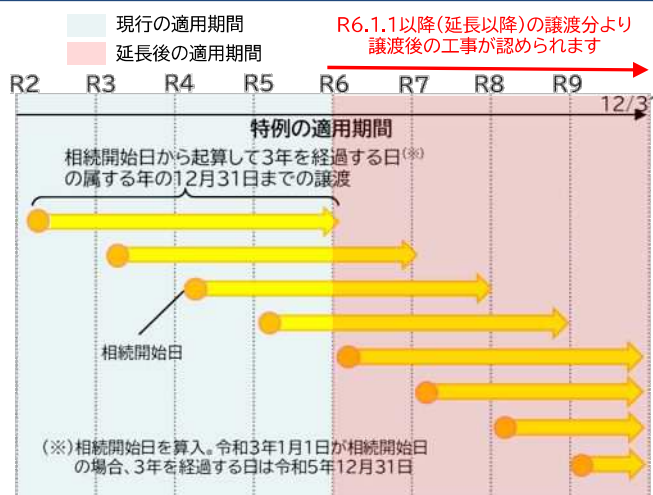 現行の適用期間
延長後の適用期間
R6.1.1以降(延長以降)の譲渡分より
譲渡後の工事が認められます
R2 R3 R4 R5 R6 R7 R8 R9
12/31
特例の適用期間
相続開始日から起算して3年を経過する日(※)
の属する年の12月31日までの譲渡
相続開始日
(※)相続開始日を算入。令和3年1月1日が相続開始日
の場合、3年を経過する日は令和5年12月31日